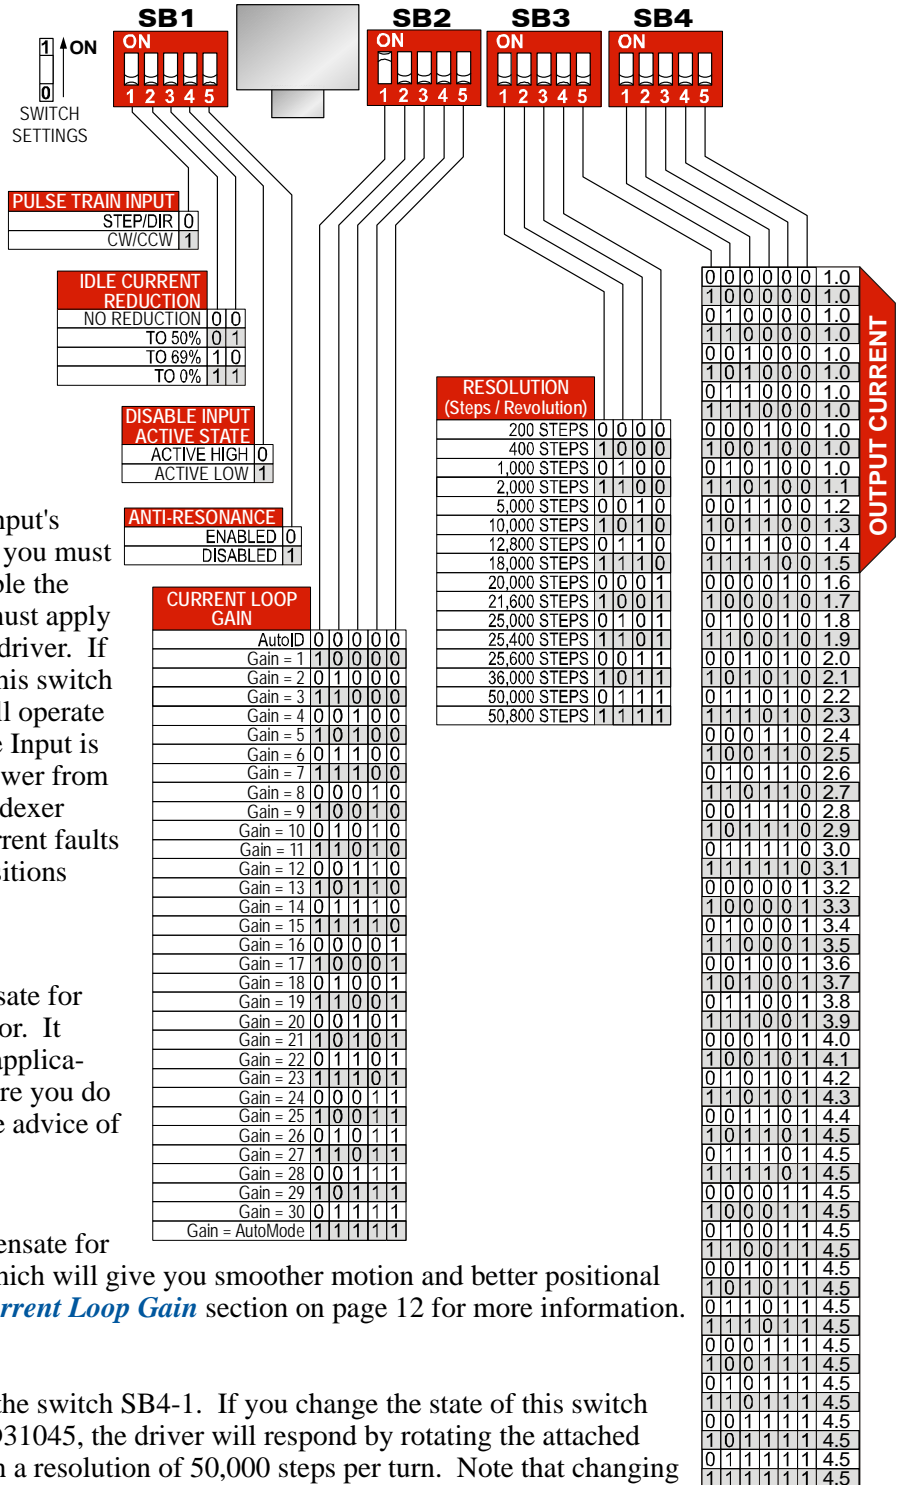 SB1 SB2 SB3 SB4
1 ON ON ON ON ON
0 1 2 3 4 5 1 2 3 4 5 1 2 3 4 5 1 2 3 4 5
SWITCH
SETTINGS
PULSE TRAIN INPUT
STEP/DIR 0
CW/CCW 1
IDLE CURRENT
REDUCTION
NO REDUCTION 0 0
TO 50% 0 1
TO 69% 1 0
TO 0% 1 1
DISABLE INPUT
ACTIVE STATE
ACTIVE HIGH 0
ACTIVE LOW 1
ANTI-RESONANCE
ENABLED 0
DISABLED 1
CURRENT LOOP
GAIN
AutoID 0 0 0 0 0
Gain = 1 1 0 0 0 0
Gain = 2 0 1 0 0 0
Gain = 3 1 1 0 0 0
Gain = 4 0 0 1 0 0
Gain = 5 1 0 1 0 0
Gain = 6 0 1 1 0 0
Gain = 7 1 1 1 0 0
Gain = 8 0 0 0 1 0
Gain = 9 1 0 0 1 0
Gain = 10 0 1 0 1 0
Gain = 11 1 1 0 1 0
Gain = 12 0 0 1 1 0
Gain = 13 1 0 1 1 0
Gain = 14 0 1 1 1 0
Gain = 15 1 1 1 1 0
Gain = 16 0 0 0 0 1
Gain = 17 1 0 0 0 1
Gain = 18 0 1 0 0 1
Gain = 19 1 1 0 0 1
Gain = 20 0 0 1 0 1
Gain = 21 1 0 1 0 1
Gain = 22 0 1 1 0 1
Gain = 23 1 1 1 0 1
Gain = 24 0 0 0 1 1
Gain = 25 1 0 0 1 1
Gain = 26 0 1 0 1 1
Gain = 27 1 1 0 1 1
Gain = 28 0 0 1 1 1
Gain = 29 1 0 1 1 1
Gain = 30 0 1 1 1 1
Gain = AutoMode 1 1 1 1 1
RESOLUTION
(Steps / Revolution)
200 STEPS 0 0 0 0
400 STEPS 1 0 0 0
1,000 STEPS 0 1 0 0
2,000 STEPS 1 1 0 0
5,000 STEPS 0 0 1 0
10,000 STEPS 1 0 1 0
12,800 STEPS 0 1 1 0
18,000 STEPS 1 1 1 0
20,000 STEPS 0 0 0 1
21,600 STEPS 1 0 0 1
25,000 STEPS 0 1 0 1
25,400 STEPS 1 1 0 1
25,600 STEPS 0 0 1 1
36,000 STEPS 1 0 1 1
50,000 STEPS 0 1 1 1
50,800 STEPS 1 1 1 1
OUTPUT CURRENT
0 0 0 0 0 0 1.0
1 0 0 0 0 0 1.0
0 1 0 0 0 0 1.0
1 1 0 0 0 0 1.0
0 0 1 0 0 0 1.0
1 0 1 0 0 0 1.0
0 1 1 0 0 0 1.0
1 1 1 0 0 0 1.0
0 0 0 1 0 0 1.0
1 0 0 1 0 0 1.0
0 1 0 1 0 0 1.0
1 1 0 1 0 0 1.1
0 0 1 1 0 0 1.2
1 0 1 1 0 0 1.3
0 1 1 1 0 0 1.4
1 1 1 1 0 0 1.5
0 0 0 0 1 0 1.6
1 0 0 0 1 0 1.7
0 1 0 0 1 0 1.8
1 1 0 0 1 0 1.9
0 0 1 0 1 0 2.0
1 0 1 0 1 0 2.1
0 1 1 0 1 0 2.2
1 1 1 0 1 0 2.3
0 0 0 1 1 0 2.4
1 0 0 1 1 0 2.5
0 1 0 1 1 0 2.6
1 1 0 1 1 0 2.7
0 0 1 1 1 0 2.8
1 0 1 1 1 0 2.9
0 1 1 1 1 0 3.0
1 1 1 1 1 0 3.1
0 0 0 0 0 1 3.2
1 0 0 0 0 1 3.3
0 1 0 0 0 1 3.4
1 1 0 0 0 1 3.5
0 0 1 0 0 1 3.6
1 0 1 0 0 1 3.7
0 1 1 0 0 1 3.8
1 1 1 0 0 1 3.9
0 0 0 1 0 1 4.0
1 0 0 1 0 1 4.1
0 1 0 1 0 1 4.2
1 1 0 1 0 1 4.3
0 0 1 1 0 1 4.4
1 0 1 1 0 1 4.5
0 1 1 1 0 1 4.5
1 1 1 1 0 1 4.5
0 0 0 0 1 1 4.5
1 0 0 0 1 1 4.5
0 1 0 0 1 1 4.5
1 1 0 0 1 1 4.5
0 0 1 0 1 1 4.5
1 0 1 0 1 1 4.5
0 1 1 0 1 1 4.5
1 1 1 0 1 1 4.5
0 0 0 1 1 1 4.5
1 0 0 1 1 1 4.5
0 1 0 1 1 1 4.5
1 1 0 1 1 1 4.5
0 0 1 1 1 1 4.5
1 0 1 1 1 1 4.5
0 1 1 1 1 1 4.5
1 1 1 1 1 1 4.5
nput's
you must
ble the
must apply
driver. If
his switch
ll operate
e Input is
wer from
dexer
rrent faults
sitions
sate for
or. It
applica-
re you do
e advice of
ensate for
hich will give you smoother motion and better positional
urrent Loop Gain section on page 12 for more information.
the switch SB4-1. If you change the state of this switch
D31045, the driver will respond by rotating the attached
n a resolution of 50,000 steps per turn. Note that changing